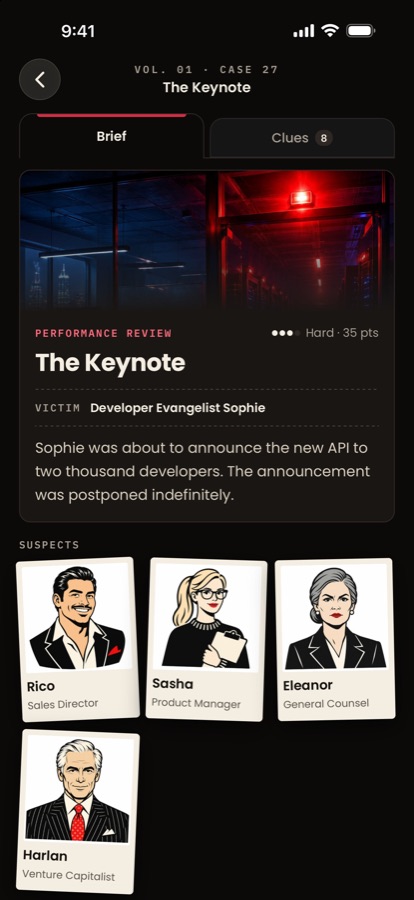 9:41
VOL. 01 · CASE 27
The Keynote
Brief
Clues 8
PERFORMANCE REVIEW
Hard · 35 pts
The Keynote
VICTIM Developer Evangelist Sophie
Sophie was about to announce the new API to
two thousand developers. The announcement
was postponed indefinitely.
SUSPECTS
Rico
Sales Director
Sasha
Product Manager
Eleanor
General Counsel
Harlan
Venture Capitalist